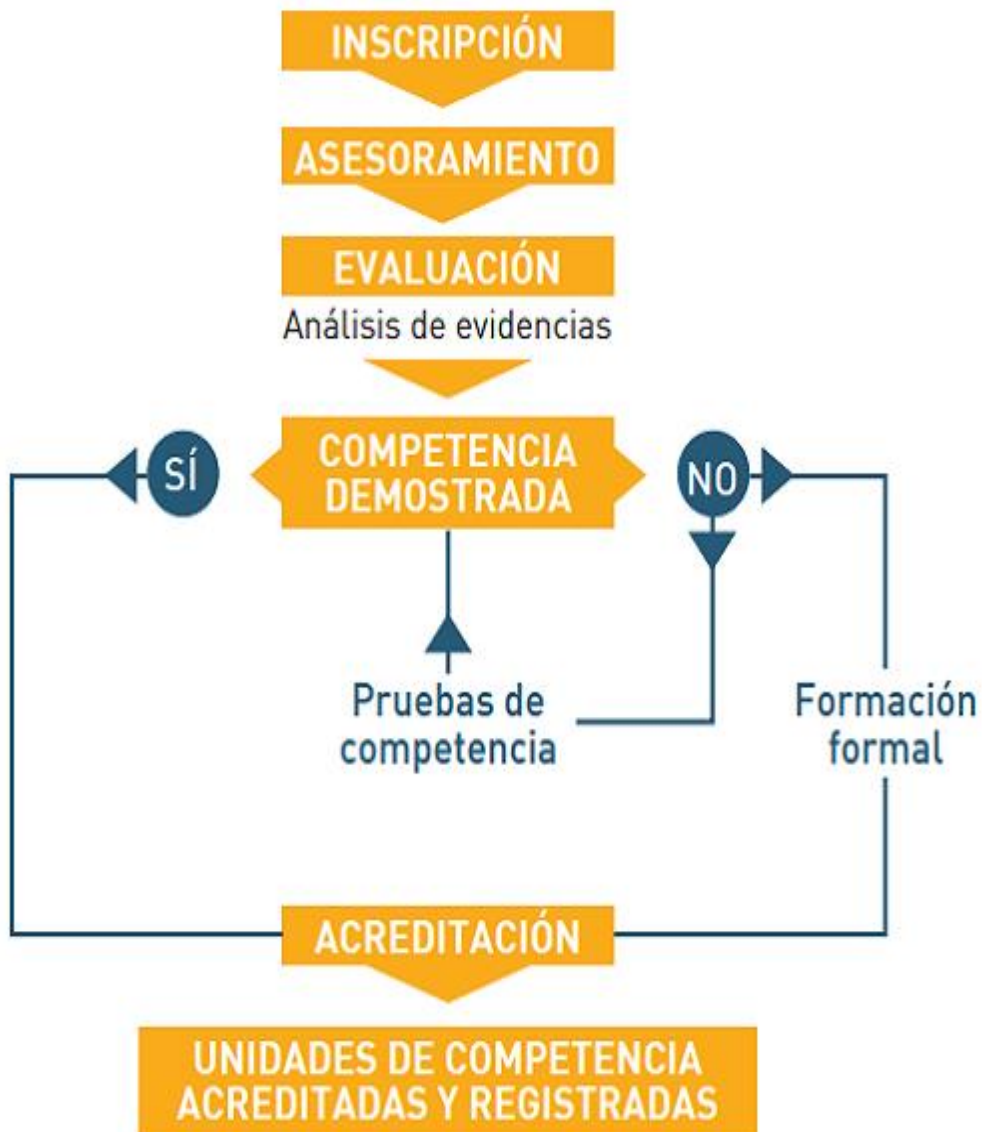 INSCRIPCIÓN
ASESORAMIENTO
EVALUACIÓN
Análisis de evidencias
SÍ
COMPETENCIA
DEMOSTRADA
NO
Pruebas de
competencia
Formación
formal
ACREDITACIÓN
UNIDADES DE COMPETENCIA
ACREDITADAS Y REGISTRADAS